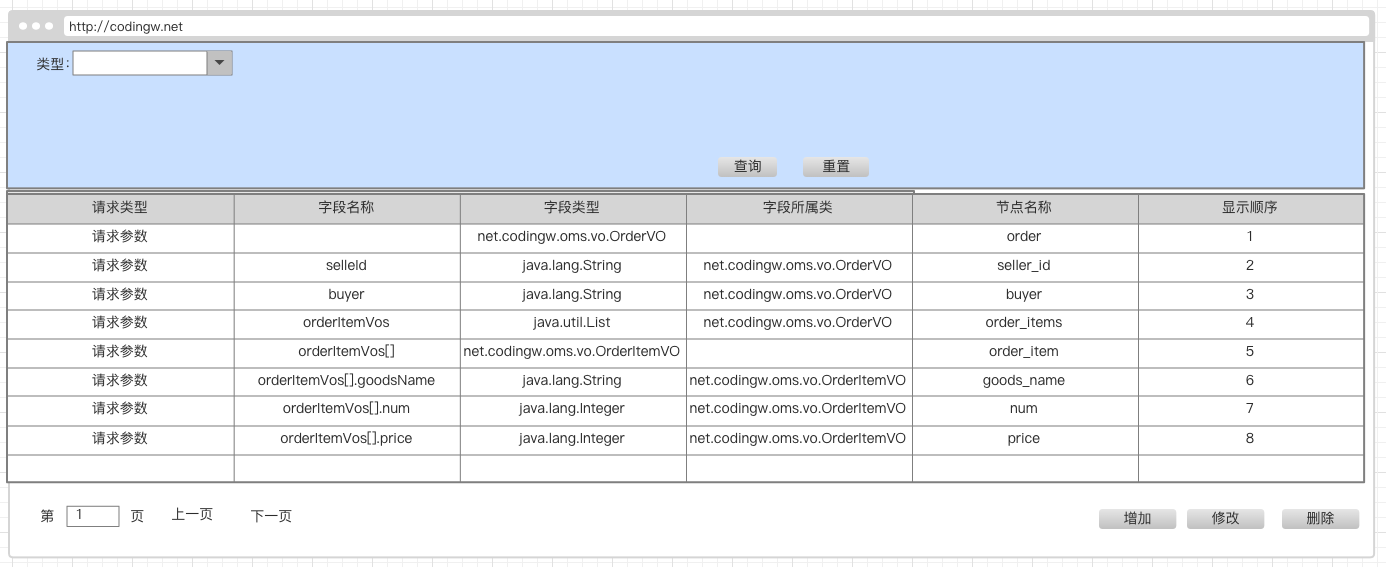 http://codingw.net
类型:
查询 重置
请求类型 字段名称 字段类型 字段所属类 节点名称 显示顺序
请求参数 net.codingw.oms.vo.OrderVO order 1
请求参数 selleId java.lang.String net.codingw.oms.vo.OrderVO seller_id 2
请求参数 buyer java.lang.String net.codingw.oms.vo.OrderVO buyer 3
请求参数 orderItemVos java.util.List net.codingw.oms.vo.OrderVO order_items 4
请求参数 orderItemVos[] net.codingw.oms.vo.OrderItemVO order_item 5
请求参数 orderItemVos[].goodsName java.lang.String net.codingw.oms.vo.OrderItemVO goods_name 6
请求参数 orderItemVos[].num java.lang.Integer net.codingw.oms.vo.OrderItemVO num 7
请求参数 orderItemVos[].price java.lang.Integer net.codingw.oms.vo.OrderItemVO price 8
第 1 页 上一页 下一页 增加 修改 删除